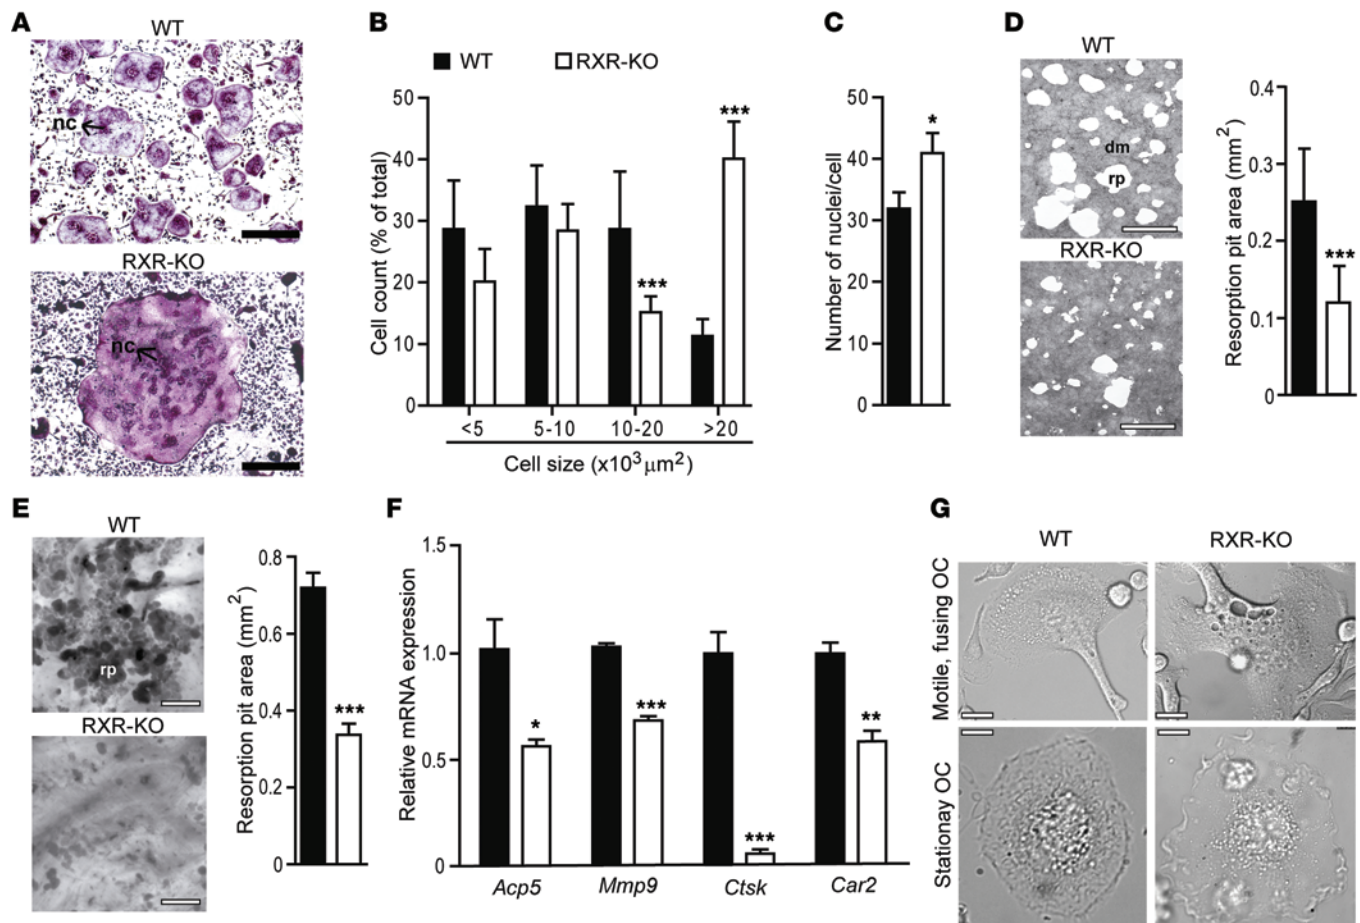 A
WT
nc
RXR-KO
nc
B
WT RXR-KO
Cell count (% of total)
50
40
30
20
10
0
***
***
<5 5-10 10-20 >20
Cell size (x10³ μm²)
C
Number of nuclei/cell
50
40
30
20
10
0
*
D
WT
dm
rp
RXR-KO
Resorption pit area (mm²)
0.4
0.3
0.2
0.1
0
***
E
WT
rp
RXR-KO
Resorption pit area (mm²)
0.8
0.6
0.4
0.2
0
***
F
Relative mRNA expression
1.5
1.0
0.5
0
*
***
***
**
Acp5 Mmp9 Ctsk Car2
G
WT RXR-KO
Motile, fusing OC
Stationay OC